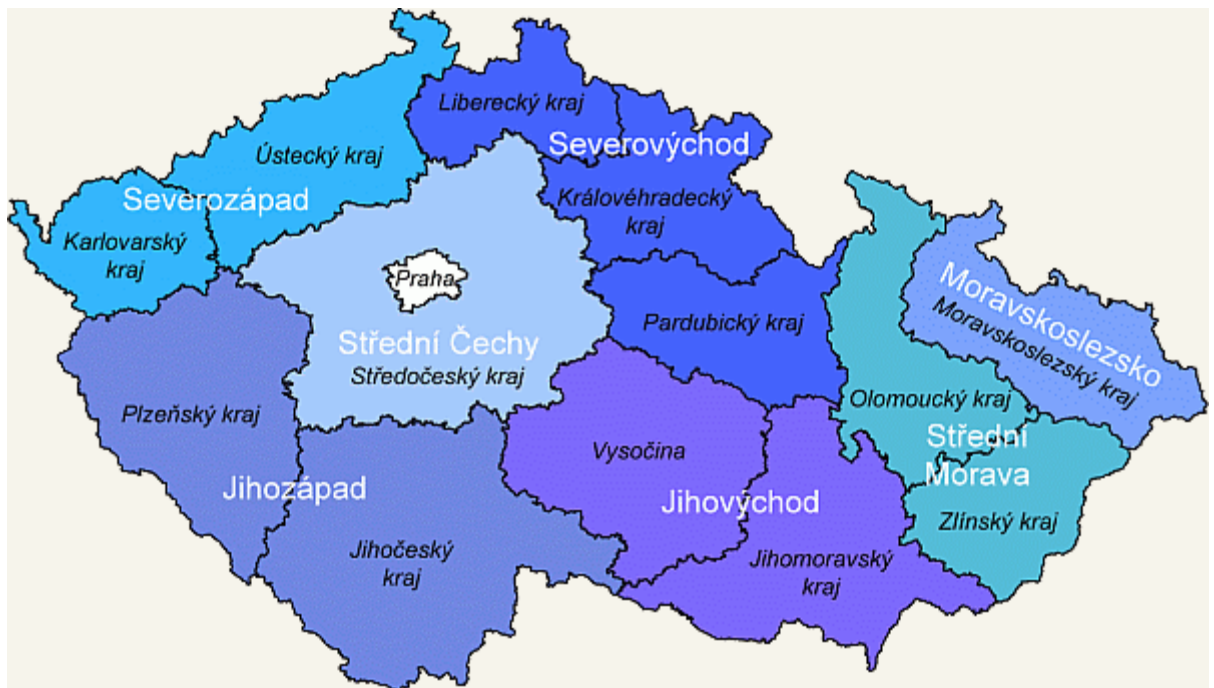 Liberecký kraj
Severovýchod
Ústecký kraj
Severozápad
Královéhradecký
kraj
Karlovarský
kraj
Praha
Moravskoslezsko
Moravskoslezský kraj
Pardubický kraj
Střední Čechy
Středočeský kraj
Plzeňský kraj
Olomoucký kraj
Střední
Morava
Vysočina
Jihozápad
Jihovýchod
Zlínský kraj
Jihočeský
kraj
Jihomoravský
kraj